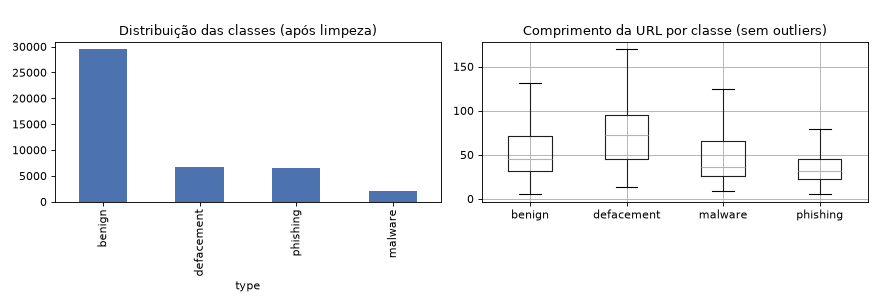 Distribuição das classes (após limpeza)
30000
25000
20000
15000
10000
5000
0
benign
defacement
phishing
malware
type
Comprimento da URL por classe (sem outliers)
150
100
50
0
benign
defacement
malware
phishing